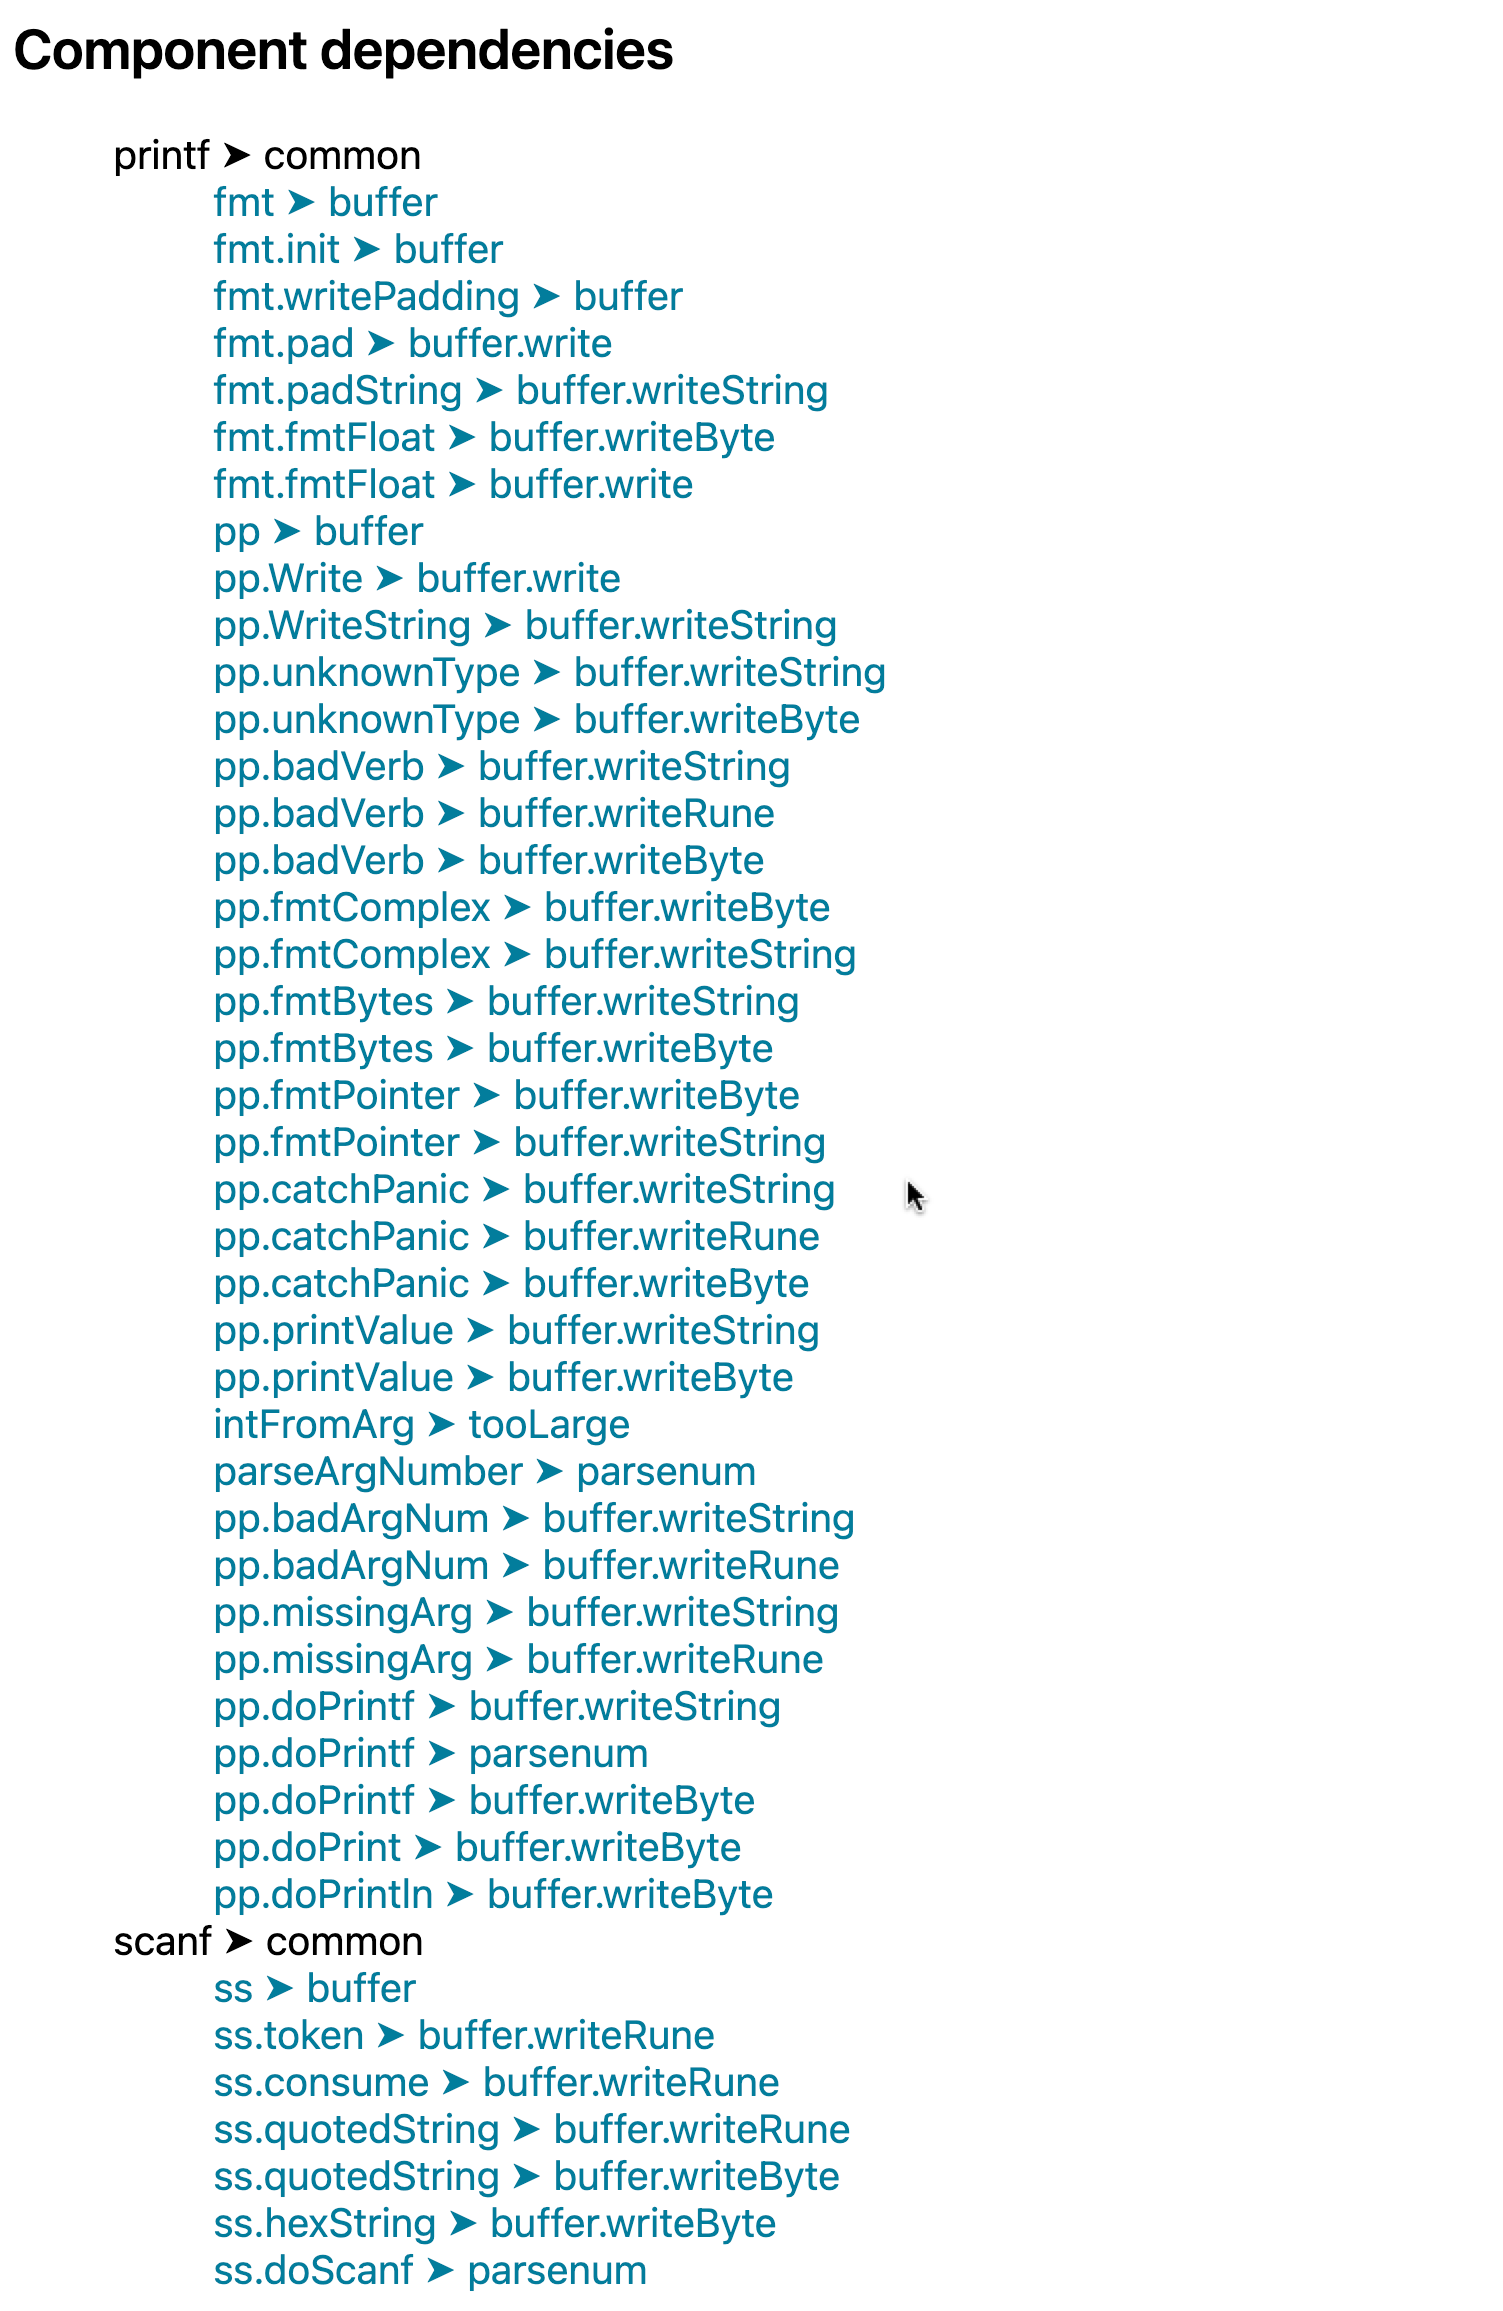 Component dependencies
printf ➤ common
fmt ➤ buffer
fmt.init ➤ buffer
fmt.writePadding ➤ buffer
fmt.pad ➤ buffer.write
fmt.padString ➤ buffer.writeString
fmt.fmtFloat ➤ buffer.writeByte
fmt.fmtFloat ➤ buffer.write
pp ➤ buffer
pp.Write ➤ buffer.write
pp.WriteString ➤ buffer.writeString
pp.unknownType ➤ buffer.writeString
pp.unknownType ➤ buffer.writeByte
pp.badVerb ➤ buffer.writeString
pp.badVerb ➤ buffer.writeRune
pp.badVerb ➤ buffer.writeByte
pp.fmtComplex ➤ buffer.writeByte
pp.fmtComplex ➤ buffer.writeString
pp.fmtBytes ➤ buffer.writeString
pp.fmtBytes ➤ buffer.writeByte
pp.fmtPointer ➤ buffer.writeByte
pp.fmtPointer ➤ buffer.writeString
pp.catchPanic ➤ buffer.writeString
pp.catchPanic ➤ buffer.writeRune
pp.catchPanic ➤ buffer.writeByte
pp.printValue ➤ buffer.writeString
pp.printValue ➤ buffer.writeByte
intFromArg ➤ tooLarge
parseArgNumber ➤ parsenum
pp.badArgNum ➤ buffer.writeString
pp.badArgNum ➤ buffer.writeRune
pp.missingArg ➤ buffer.writeString
pp.missingArg ➤ buffer.writeRune
pp.doPrintf ➤ buffer.writeString
pp.doPrintf ➤ parsenum
pp.doPrintf ➤ buffer.writeByte
pp.doPrint ➤ buffer.writeByte
pp.doPrintln ➤ buffer.writeByte
scanf ➤ common
ss ➤ buffer
ss.token ➤ buffer.writeRune
ss.consume ➤ buffer.writeRune
ss.quotedString ➤ buffer.writeRune
ss.quotedString ➤ buffer.writeByte
ss.hexString ➤ buffer.writeByte
ss.doScanf ➤ parsenum